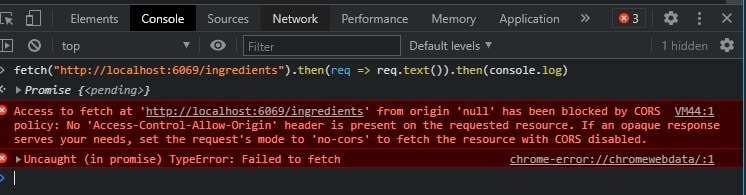 Elements Console Sources Network Performance Memory Application » 3
top Filter Default levels 1 hidden
fetch("http://localhost:6069/ingredients").then(req => req.text()).then(console.log)
Promise {<pending>}
Access to fetch at 'http://localhost:6069/ingredients' from origin 'null' has been blocked by CORS VM44:1
policy: No 'Access-Control-Allow-Origin' header is present on the requested resource. If an opaque response
serves your needs, set the request's mode to 'no-cors' to fetch the resource with CORS disabled.
Uncaught (in promise) TypeError: Failed to fetch chrome-error://chromewebdata/:1